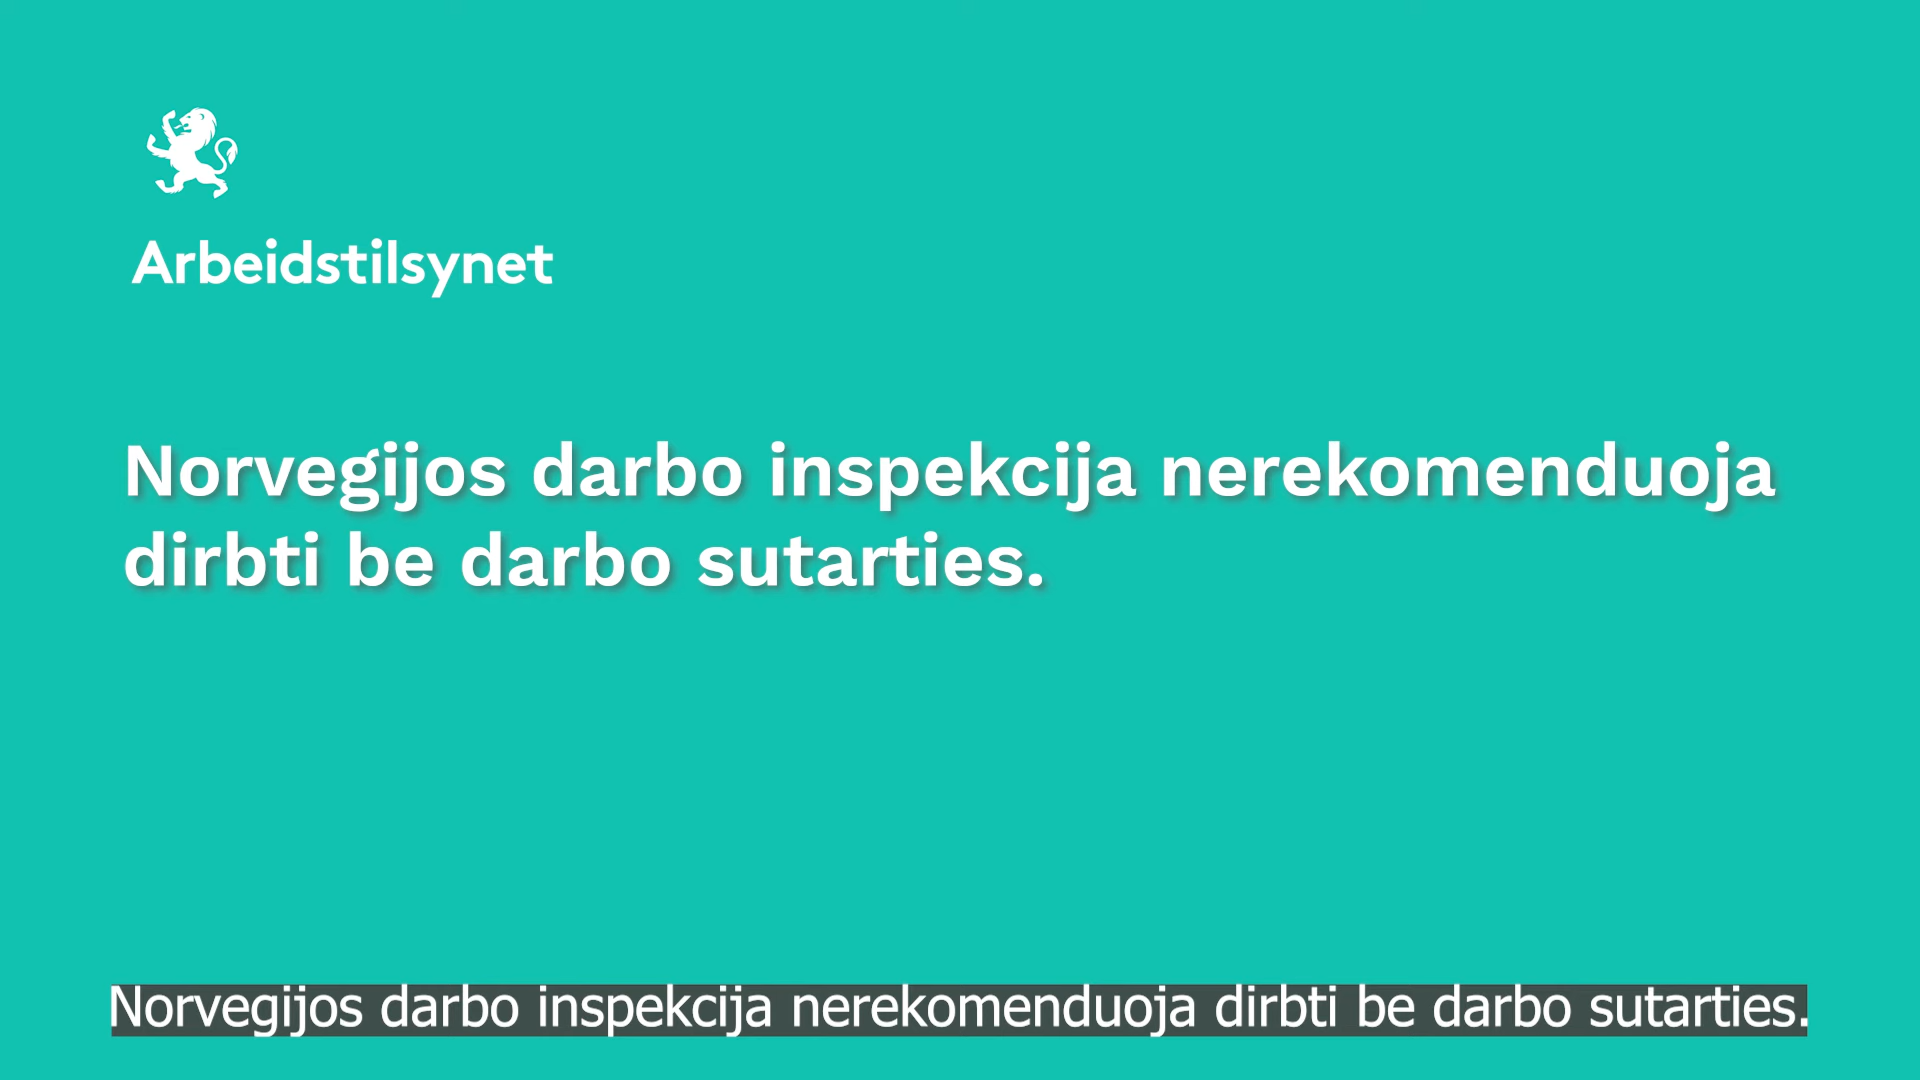 Arbeidstilsynet
Norvegijos darbo inspekcija nerekomenduoja
dirbti be darbo sutarties.
Norvegijos darbo inspekcija nerekomenduoja dirbti be darbo sutarties.